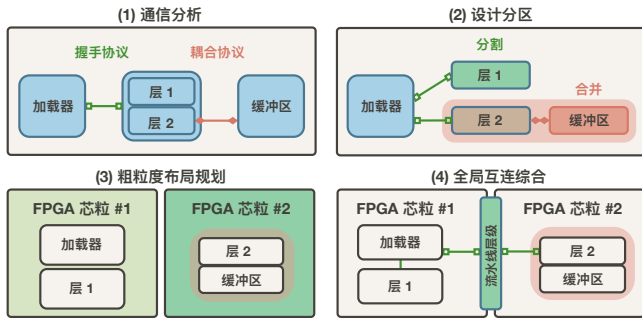 (1) 通信分析
握手协议
耦合协议
加载器
层 1
层 2
缓冲区
(2) 设计分区
分割
层 1
加载器
合并
层 2
缓冲区
(3) 粗粒度布局规划
FPGA 芯粒 #1
加载器
层 1
FPGA 芯粒 #2
层 2
缓冲区
(4) 全局互连综合
FPGA 芯粒 #1
加载器
层 1
流水线层级
FPGA 芯粒 #2
层 2
缓冲区